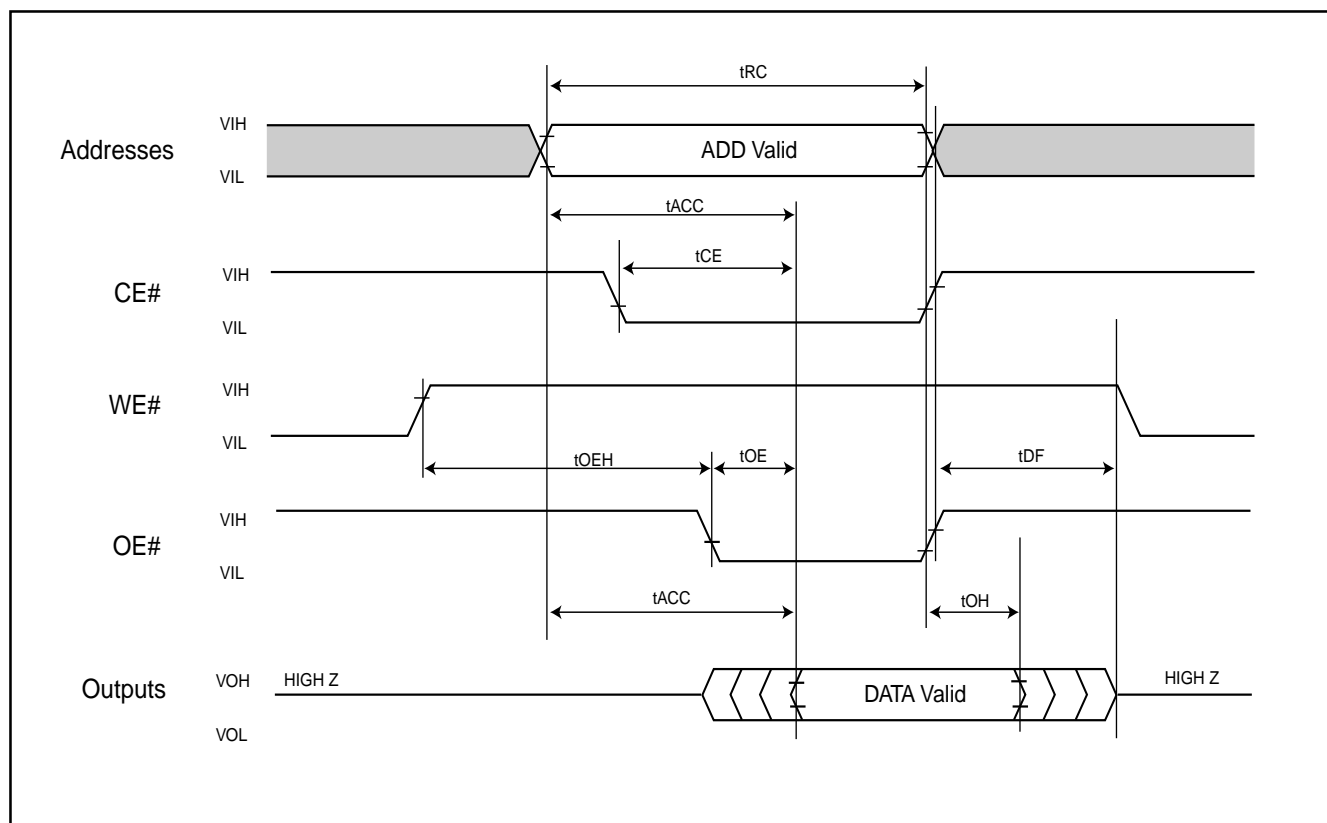 tRC
VIH
Addresses
ADD Valid
VIL
tACC
tCE
VIH
CE#
VIL
VIH
WE#
VIL
tOEH
tOE
tDF
VIH
OE#
VIL
tACC
tOH
Outputs
VOH
HIGH Z
DATA Valid
HIGH Z
VOL